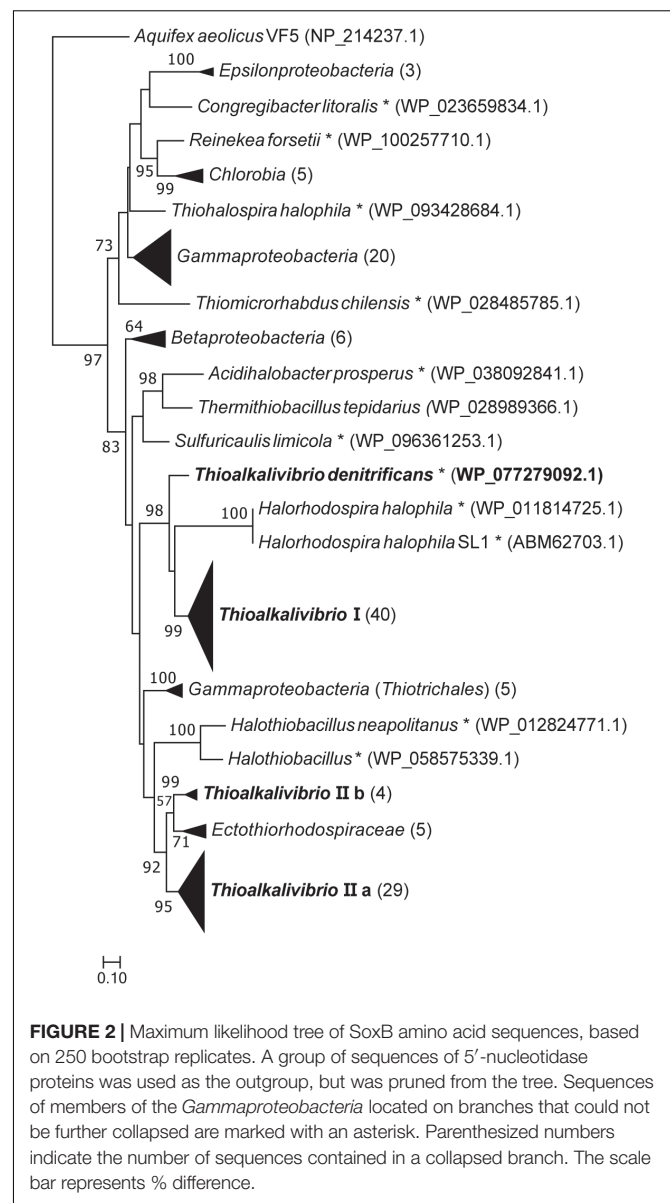 Aquifex aeolicus VF5 (NP_214237.1)
100
Epsilonproteobacteria (3)
Congregibacter litoralis * (WP_023659834.1)
Reinekea forsetii * (WP_100257710.1)
95
Chlorobia (5)
99
Thiohalospira halophila * (WP_093428684.1)
73
Gammaproteobacteria (20)
Thiomicrorhabdus chilensis * (WP_028485785.1)
64
Betaproteobacteria (6)
97
98
Acidihalobacter prosperus * (WP_038092841.1)
Thermithiobacillus tepidarius (WP_028989366.1)
83
Sulfuricaulis limicola * (WP_096361253.1)
Thioalkalivibrio denitrificans * (WP_077279092.1)
98
100
Halorhodospira halophila * (WP_011814725.1)
Halorhodospira halophila SL1 * (ABM62703.1)
Thioalkalivibrio I (40)
99
100
Gammaproteobacteria (Thiotrichales) (5)
Halothiobacillus neapolitanus * (WP_012824771.1)
100
Halothiobacillus * (WP_058575339.1)
99
Thioalkalivibrio II b (4)
57
Ectothiorhodospiraceae (5)
71
92
Thioalkalivibrio II a (29)
95
0.10
FIGURE 2 | Maximum likelihood tree of SoxB amino acid sequences, based
on 250 bootstrap replicates. A group of sequences of 5′-nucleotidase
proteins was used as the outgroup, but was pruned from the tree. Sequences
of members of the Gammaproteobacteria located on branches that could not
be further collapsed are marked with an asterisk. Parenthesized numbers
indicate the number of sequences contained in a collapsed branch. The scale
bar represents % difference.